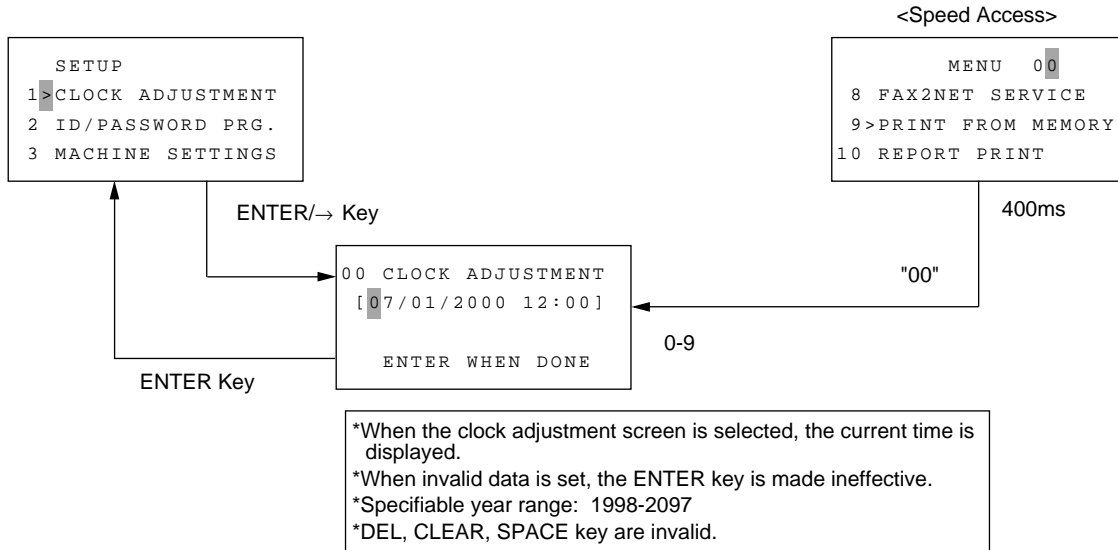 <Speed Access>
SETUP
1>CLOCK ADJUSTMENT
2 ID/PASSWORD PRG.
3 MACHINE SETTINGS
MENU 00
8 FAX2NET SERVICE
9>PRINT FROM MEMORY
10 REPORT PRINT
ENTER/→ Key
400ms
00 CLOCK ADJUSTMENT
[07/01/2000 12:00]
ENTER WHEN DONE
"00"
0-9
ENTER Key
*When the clock adjustment screen is selected, the current time is
displayed.
*When invalid data is set, the ENTER key is made ineffective.
*Specifiable year range: 1998-2097
*DEL, CLEAR, SPACE key are invalid.